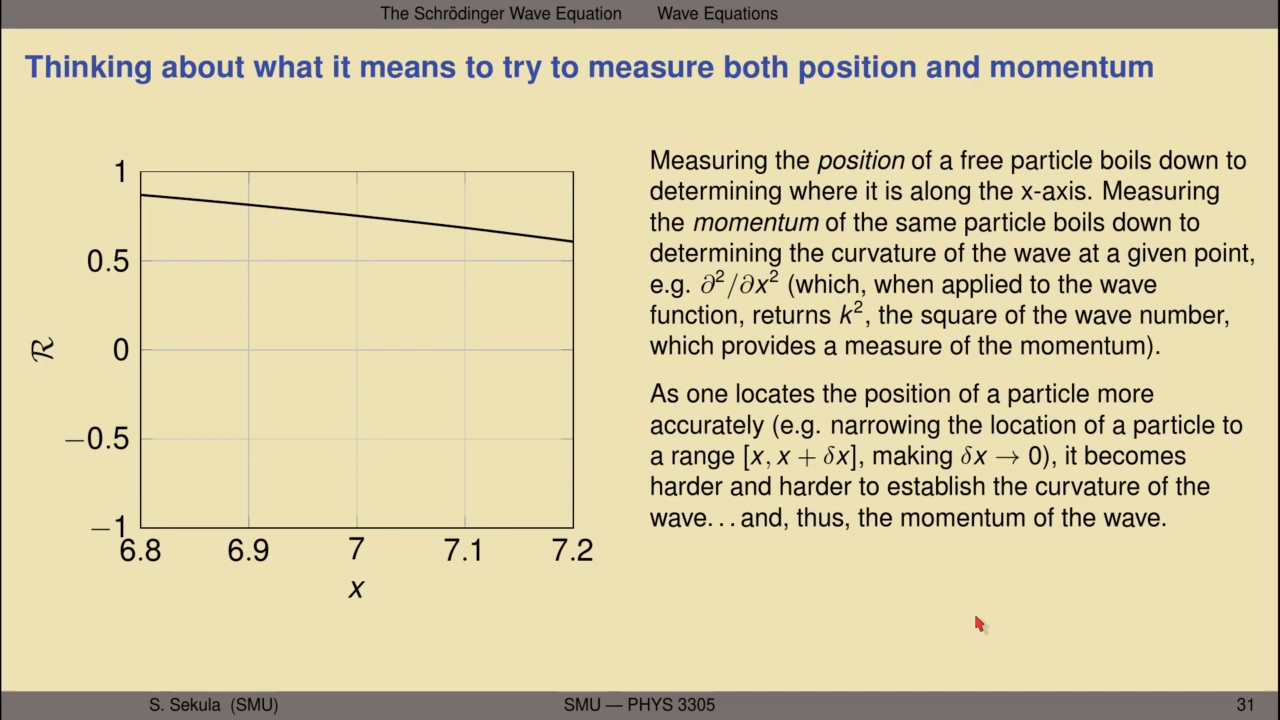 The Schrödinger Wave Equation Wave Equations
Thinking about what it means to try to measure both position and momentum
1
0.5
0
−0.5
−1
6.8 6.9 7 7.1 7.2
x
ℛ
Measuring the position of a free particle boils down to
determining where it is along the x-axis. Measuring
the momentum of the same particle boils down to
determining the curvature of the wave at a given point,
e.g. ∂²/∂x² (which, when applied to the wave
function, returns k², the square of the wave number,
which provides a measure of the momentum).
As one locates the position of a particle more
accurately (e.g. narrowing the location of a particle to
a range [x, x + δx], making δx → 0), it becomes
harder and harder to establish the curvature of the
wave...and, thus, the momentum of the wave.
S. Sekula (SMU) SMU — PHYS 3305 31